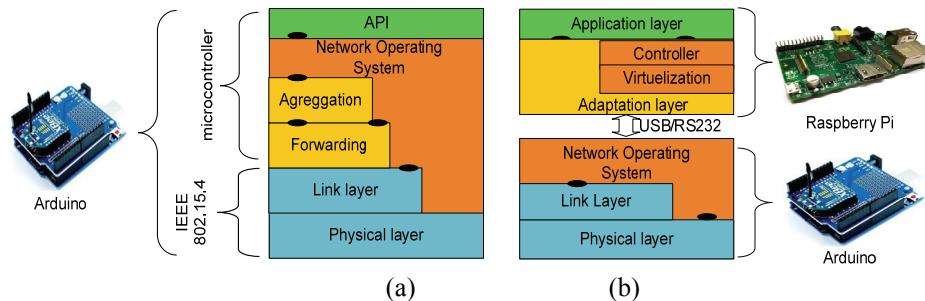 Arduino
microcontroller
IEEE
802.15.4
API
Network Operating
System
Agreggation
Forwarding
Link layer
Physical layer
(a)
Application layer
Controller
Virtuelization
Adaptation layer
USB/RS232
Network Operating
System
Link Layer
Physical layer
(b)
Raspberry Pi
Arduino